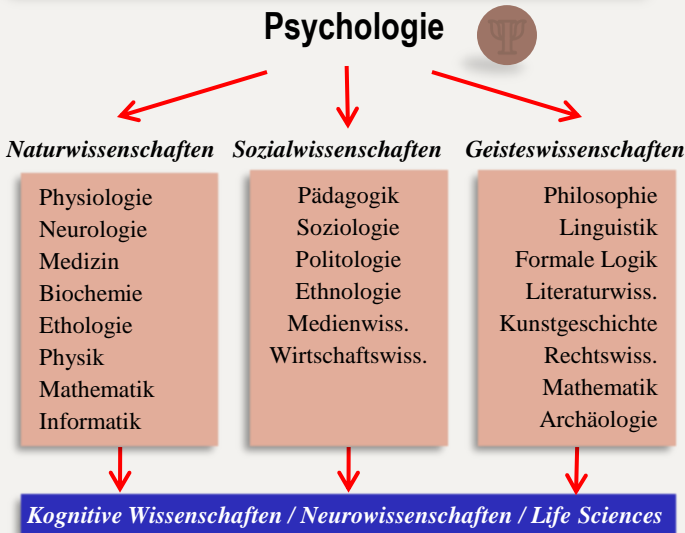 Psychologie
Naturwissenschaften
Sozialwissenschaften
Geisteswissenschaften
Physiologie
Neurologie
Medizin
Biochemie
Ethologie
Physik
Mathematik
Informatik
Pädagogik
Soziologie
Politologie
Ethnologie
Medienwiss.
Wirtschaftswiss.
Philosophie
Linguistik
Formale Logik
Literaturwiss.
Kunstgeschichte
Rechtswiss.
Mathematik
Archäologie
Kognitive Wissenschaften / Neurowissenschaften / Life Sciences